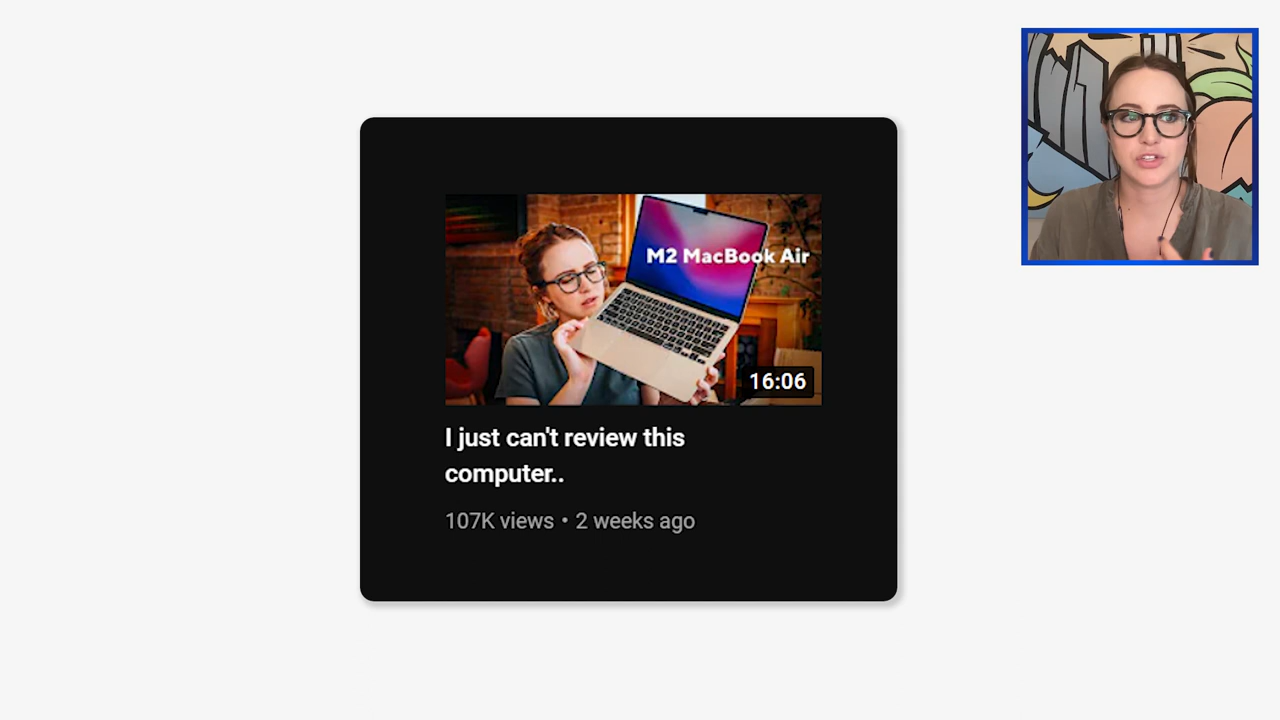 M2 MacBook Air
16:06
I just can't review this
computer..
107K views • 2 weeks ago